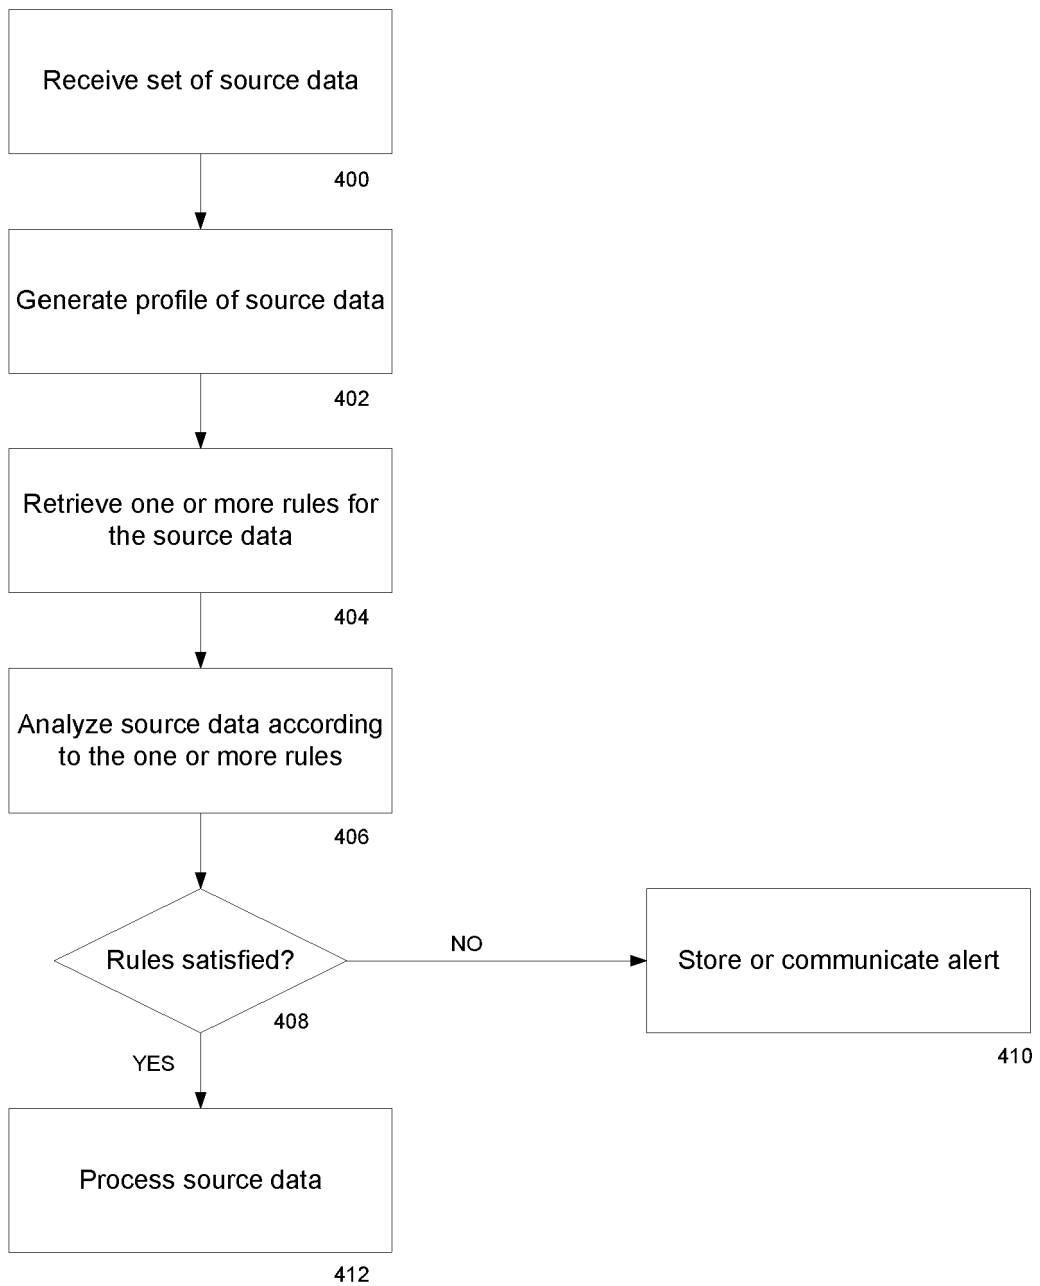 Receive set of source data
400
Generate profile of source data
402
Retrieve one or more rules for
the source data
404
Analyze source data according
to the one or more rules
406
Rules satisfied?
408
NO
Store or communicate alert
410
YES
Process source data
412